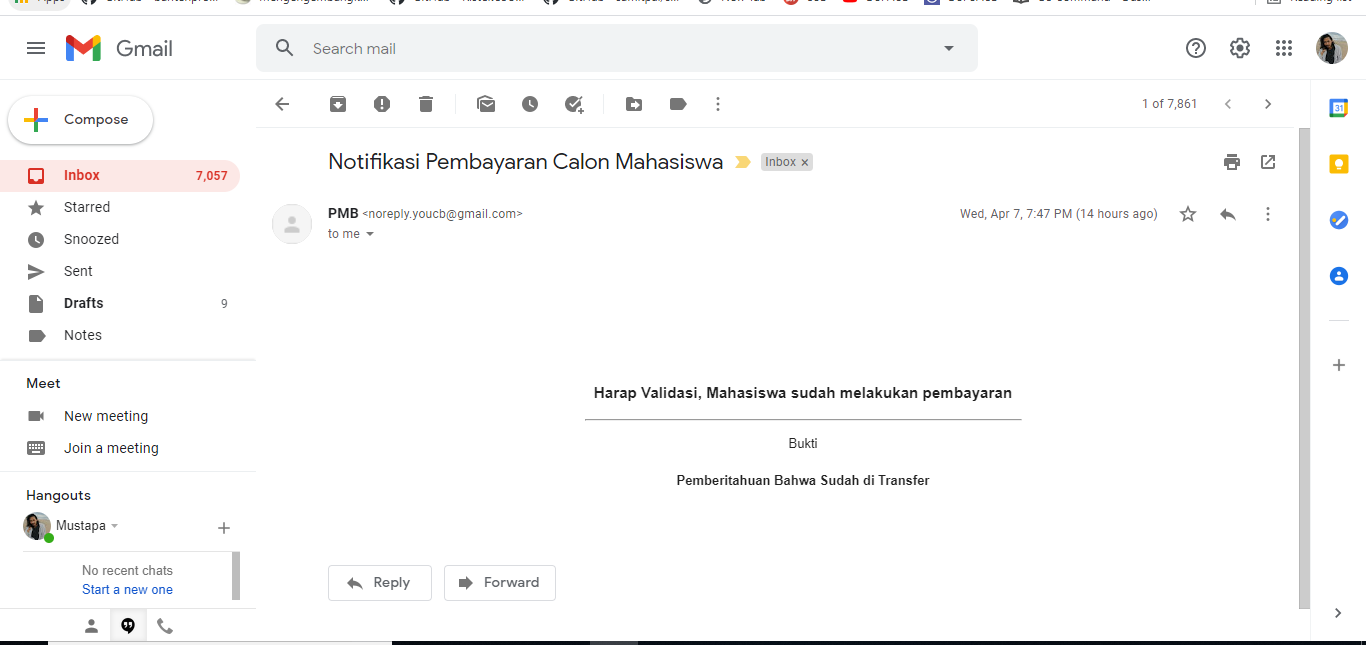 Apps
Gmail
Search mail
Compose
1 of 7,861
31
Inbox 7,057
Starred
Snoozed
Sent
Drafts 9
Notes
Meet
New meeting
Join a meeting
Hangouts
Mustapa
No recent chats
Start a new one
Notifikasi Pembayaran Calon Mahasiswa
Inbox ×
PMB <noreply.youcb@gmail.com>
Wed, Apr 7, 7:47 PM (14 hours ago)
to me
Harap Validasi, Mahasiswa sudah melakukan pembayaran
Bukti
Pemberitahuan Bahwa Sudah di Transfer
Reply
Forward